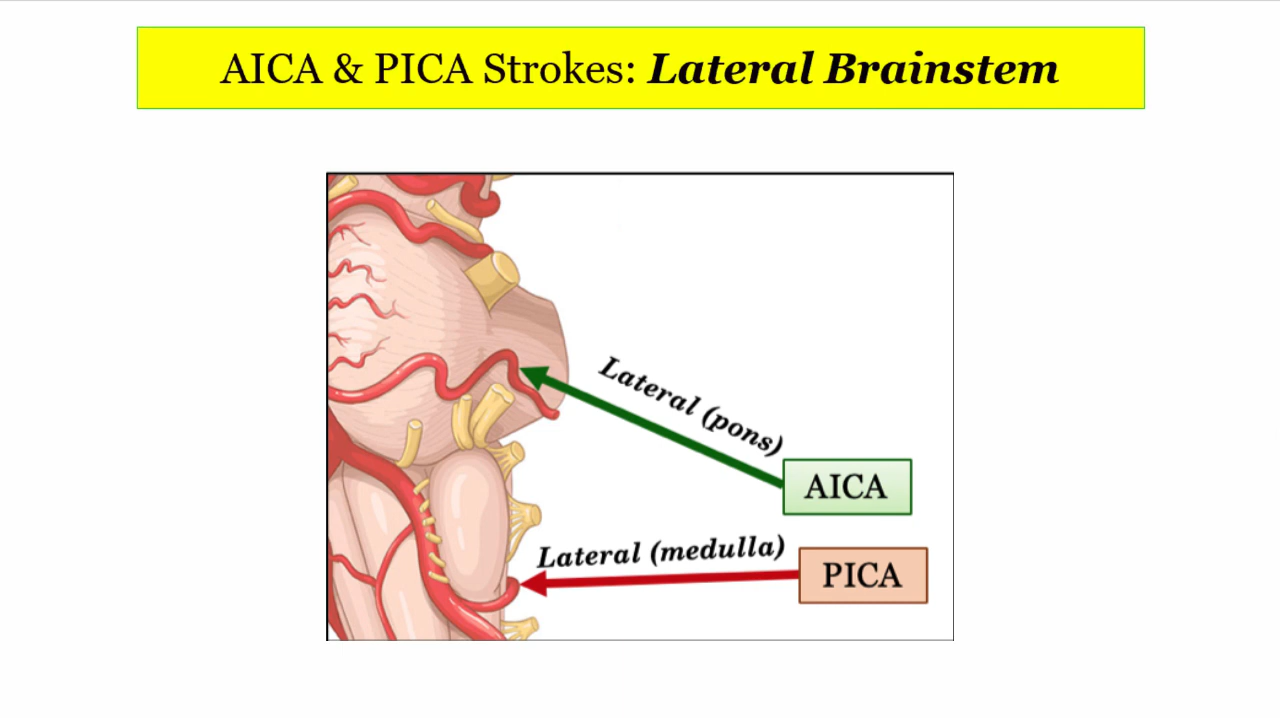 AICA & PICA Strokes: Lateral Brainstem
Lateral (pons)
AICA
Lateral (medulla)
PICA